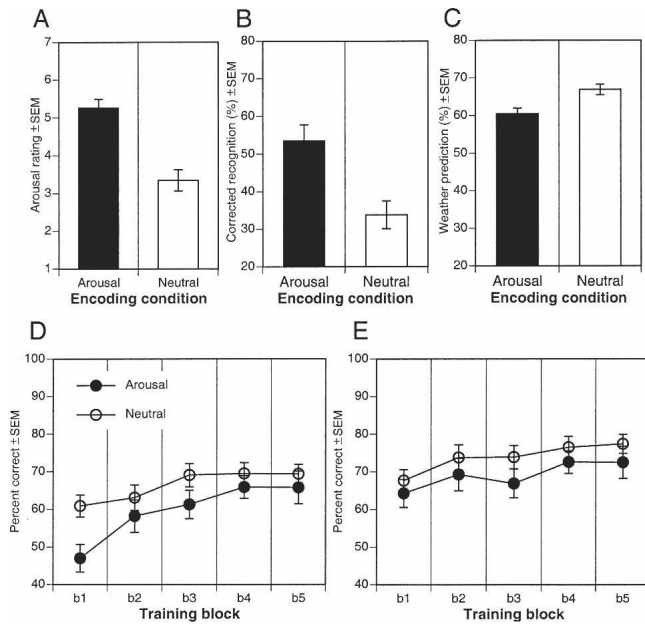 A
Arousal rating ±SEM
7
6
5
4
3
2
1
Arousal Neutral
Encoding condition
B
Corrected recognition (%) ±SEM
80
70
60
50
40
30
20
Arousal Neutral
Encoding condition
C
Weather prediction (%) ±SEM
80
70
60
50
40
30
20
Arousal Neutral
Encoding condition
D
Percent correct ±SEM
100
90
80
70
60
50
40
Arousal
Neutral
b1 b2 b3 b4 b5
Training block
E
Percent correct ±SEM
100
90
80
70
60
50
40
b1 b2 b3 b4 b5
Training block